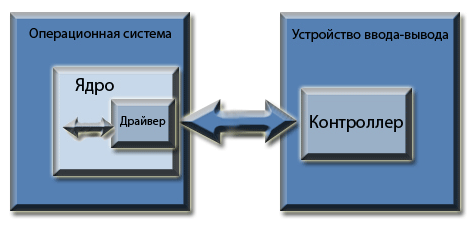 Операционная система
Ядро
Драйвер
Устройство ввода-вывода
Контроллер